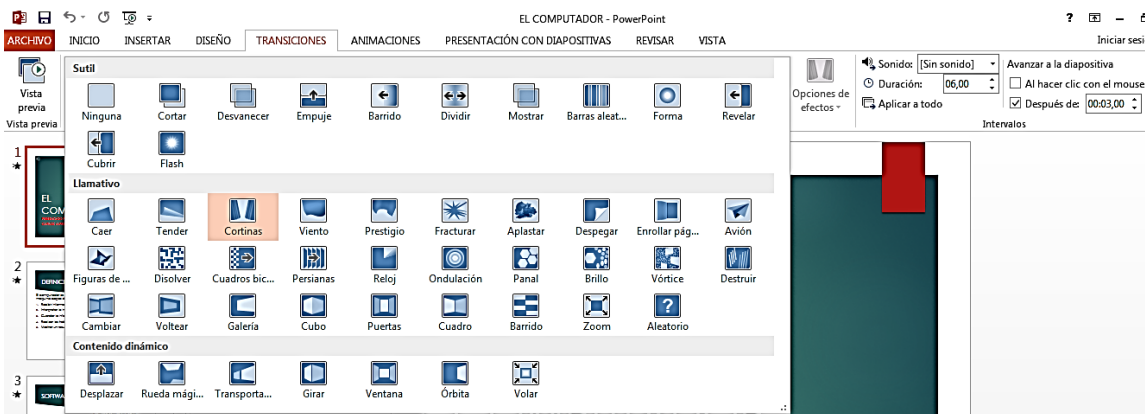 EL COMPUTADOR - PowerPoint
ARCHIVO INICIO INSERTAR DISEÑO TRANSICIONES ANIMACIONES PRESENTACIÓN CON DIAPOSITIVAS REVISAR VISTA Iniciar sesi
Vista
previa
Vista previa
Sutil
Ninguna Cortar Desvanecer Empuje Barrido Dividir Mostrar Barras aleat... Forma Revelar
Cubrir Flash
Llamativo
Caer Tender Cortinas Viento Prestigio Fracturar Aplastar Despegar Enrollar pág... Avión
Figuras de ... Disolver Cuadros bic... Persianas Reloj Ondulación Panal Brillo Vórtice Destruir
Cambiar Voltear Galería Cubo Puertas Cuadro Barrido Zoom Aleatorio
Contenido dinámico
Desplazar Rueda mági... Transporta... Girar Ventana Órbita Volar
Opciones de
efectos
Sonido: [Sin sonido]
Duración: 06,00
Aplicar a todo
Avanzar a la diapositiva
Al hacer clic con el mouse
Después de: 00:03,00
Intervalos
1
EL
COM
2
DEFINIC
3
SOFTWA